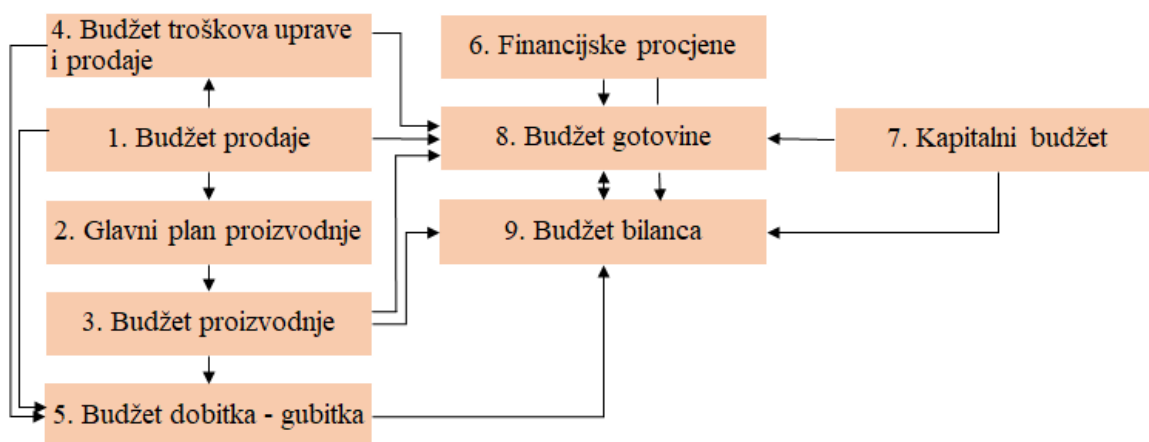 4. Budžet troškova uprave
i prodaje
6. Financijske procjene
1. Budžet prodaje
8. Budžet gotovine
7. Kapitalni budžet
2. Glavni plan proizvodnje
9. Budžet bilanca
3. Budžet proizvodnje
5. Budžet dobitka - gubitka